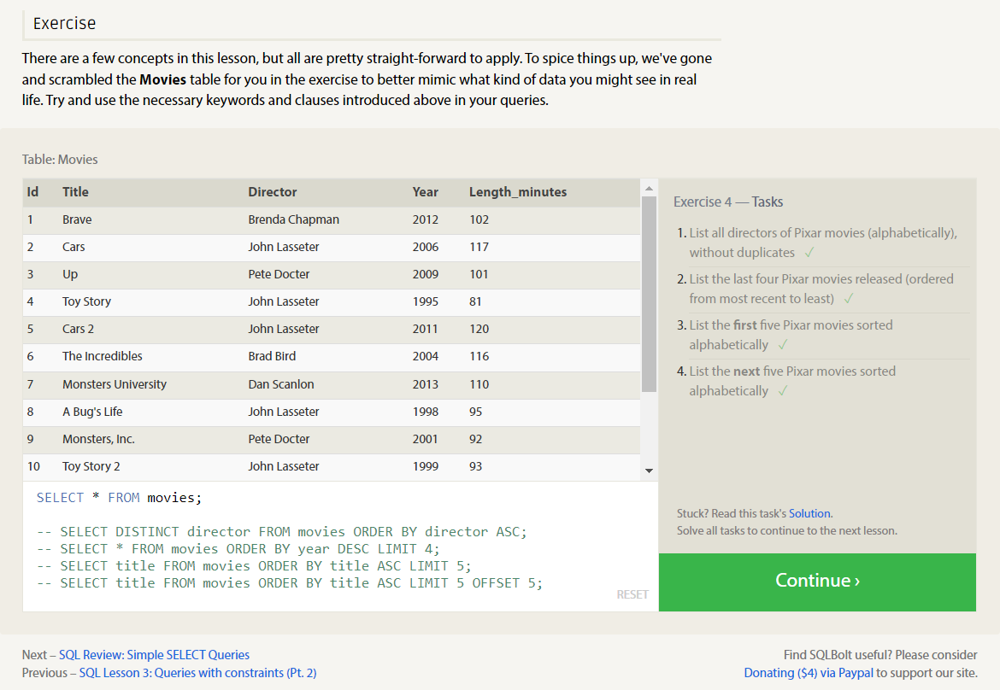 Exercise
There are a few concepts in this lesson, but all are pretty straight-forward to apply. To spice things up, we've gone
and scrambled the Movies table for you in the exercise to better mimic what kind of data you might see in real
life. Try and use the necessary keywords and clauses introduced above in your queries.
Table: Movies
Id Title Director Year Length_minutes
1 Brave Brenda Chapman 2012 102
2 Cars John Lasseter 2006 117
3 Up Pete Docter 2009 101
4 Toy Story John Lasseter 1995 81
5 Cars 2 John Lasseter 2011 120
6 The Incredibles Brad Bird 2004 116
7 Monsters University Dan Scanlon 2013 110
8 A Bug's Life John Lasseter 1998 95
9 Monsters, Inc. Pete Docter 2001 92
10 Toy Story 2 John Lasseter 1999 93
SELECT * FROM movies;
-- SELECT DISTINCT director FROM movies ORDER BY director ASC;
-- SELECT * FROM movies ORDER BY year DESC LIMIT 4;
-- SELECT title FROM movies ORDER BY title ASC LIMIT 5;
-- SELECT title FROM movies ORDER BY title ASC LIMIT 5 OFFSET 5;
RESET
Exercise 4 — Tasks
1. List all directors of Pixar movies (alphabetically),
without duplicates ✓
2. List the last four Pixar movies released (ordered
from most recent to least) ✓
3. List the first five Pixar movies sorted
alphabetically ✓
4. List the next five Pixar movies sorted
alphabetically ✓
Stuck? Read this task's Solution.
Solve all tasks to continue to the next lesson.
Continue ›
Next – SQL Review: Simple SELECT Queries
Previous – SQL Lesson 3: Queries with constraints (Pt. 2)
Find SQLBolt useful? Please consider
Donating ($4) via Paypal to support our site.